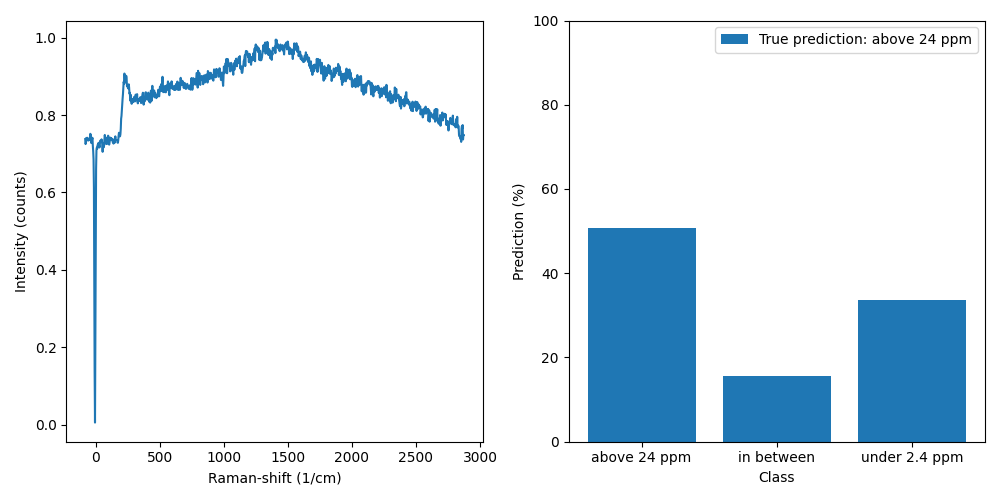 1.0
0.8
0.6
0.4
0.2
0.0
Intensity (counts)
0 500 1000 1500 2000 2500 3000
Raman-shift (1/cm)
100
80
60
40
20
0
Prediction (%)
True prediction: above 24 ppm
above 24 ppm in between under 2.4 ppm
Class